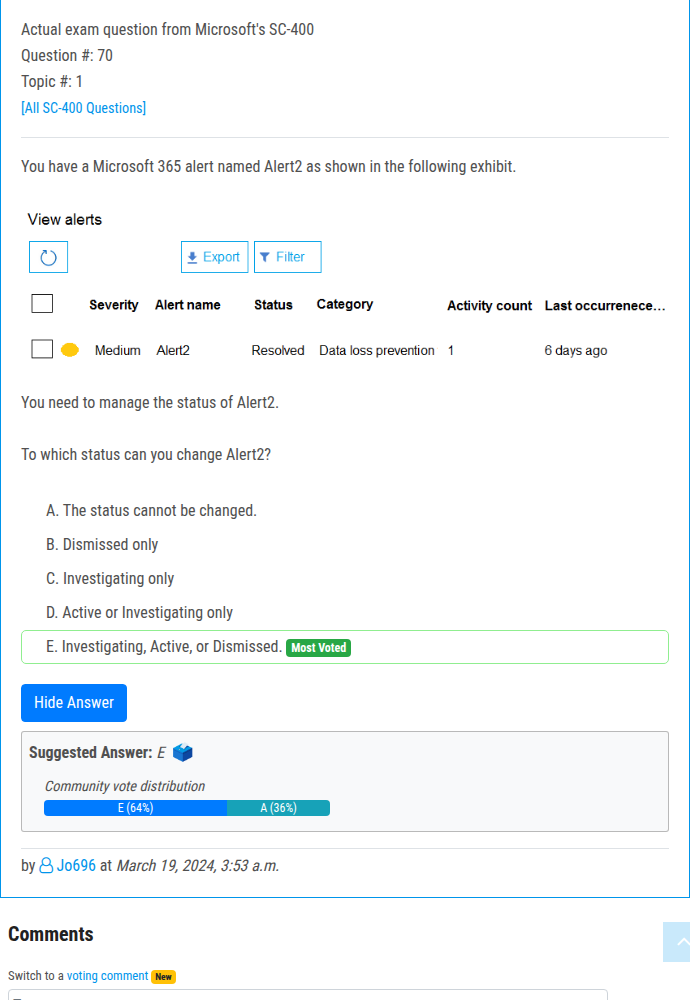 Actual exam question from Microsoft's SC-400
Question #: 70
Topic #: 1
[All SC-400 Questions]
You have a Microsoft 365 alert named Alert2 as shown in the following exhibit.
View alerts
Export Filter
Severity Alert name Status Category Activity count Last occurrenece...
Medium Alert2 Resolved Data loss prevention 1 6 days ago
You need to manage the status of Alert2.
To which status can you change Alert2?
A. The status cannot be changed.
B. Dismissed only
C. Investigating only
D. Active or Investigating only
E. Investigating, Active, or Dismissed. Most Voted
Hide Answer
Suggested Answer: E
Community vote distribution
E (64%) A (36%)
by Jo696 at March 19, 2024, 3:53 a.m.
Comments
Switch to a voting comment New